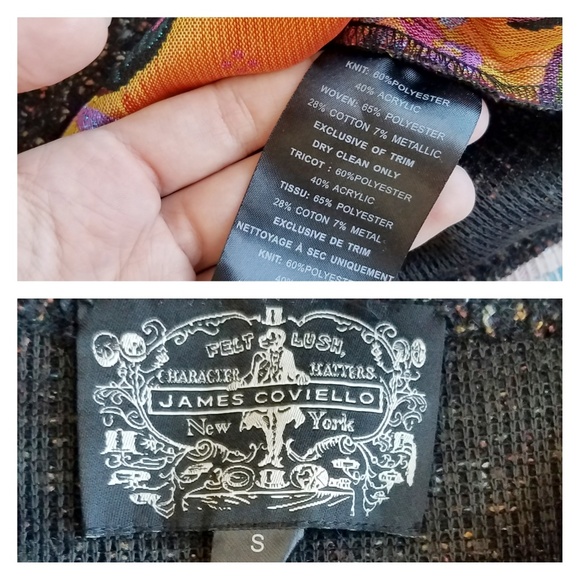 KNIT: 60%POLYESTER
40% ACRYLIC
WOVEN: 65% POLYESTER
28% COTTON 7% METALLIC
EXCLUSIVE OF TRIM
DRY CLEAN ONLY
TRICOT : 60%POLYESTER
40% ACRYLIC
TISSU: 65% POLYESTER
28% COTON 7% METAL
EXCLUSIVE DE TRIM
NETTOYAGE À SEC UNIQUEMENT
KNIT: 60%POLYESTER
FELT LUSH,
CHARACTER MATTERS
JAMES COVIELLO
New York
S